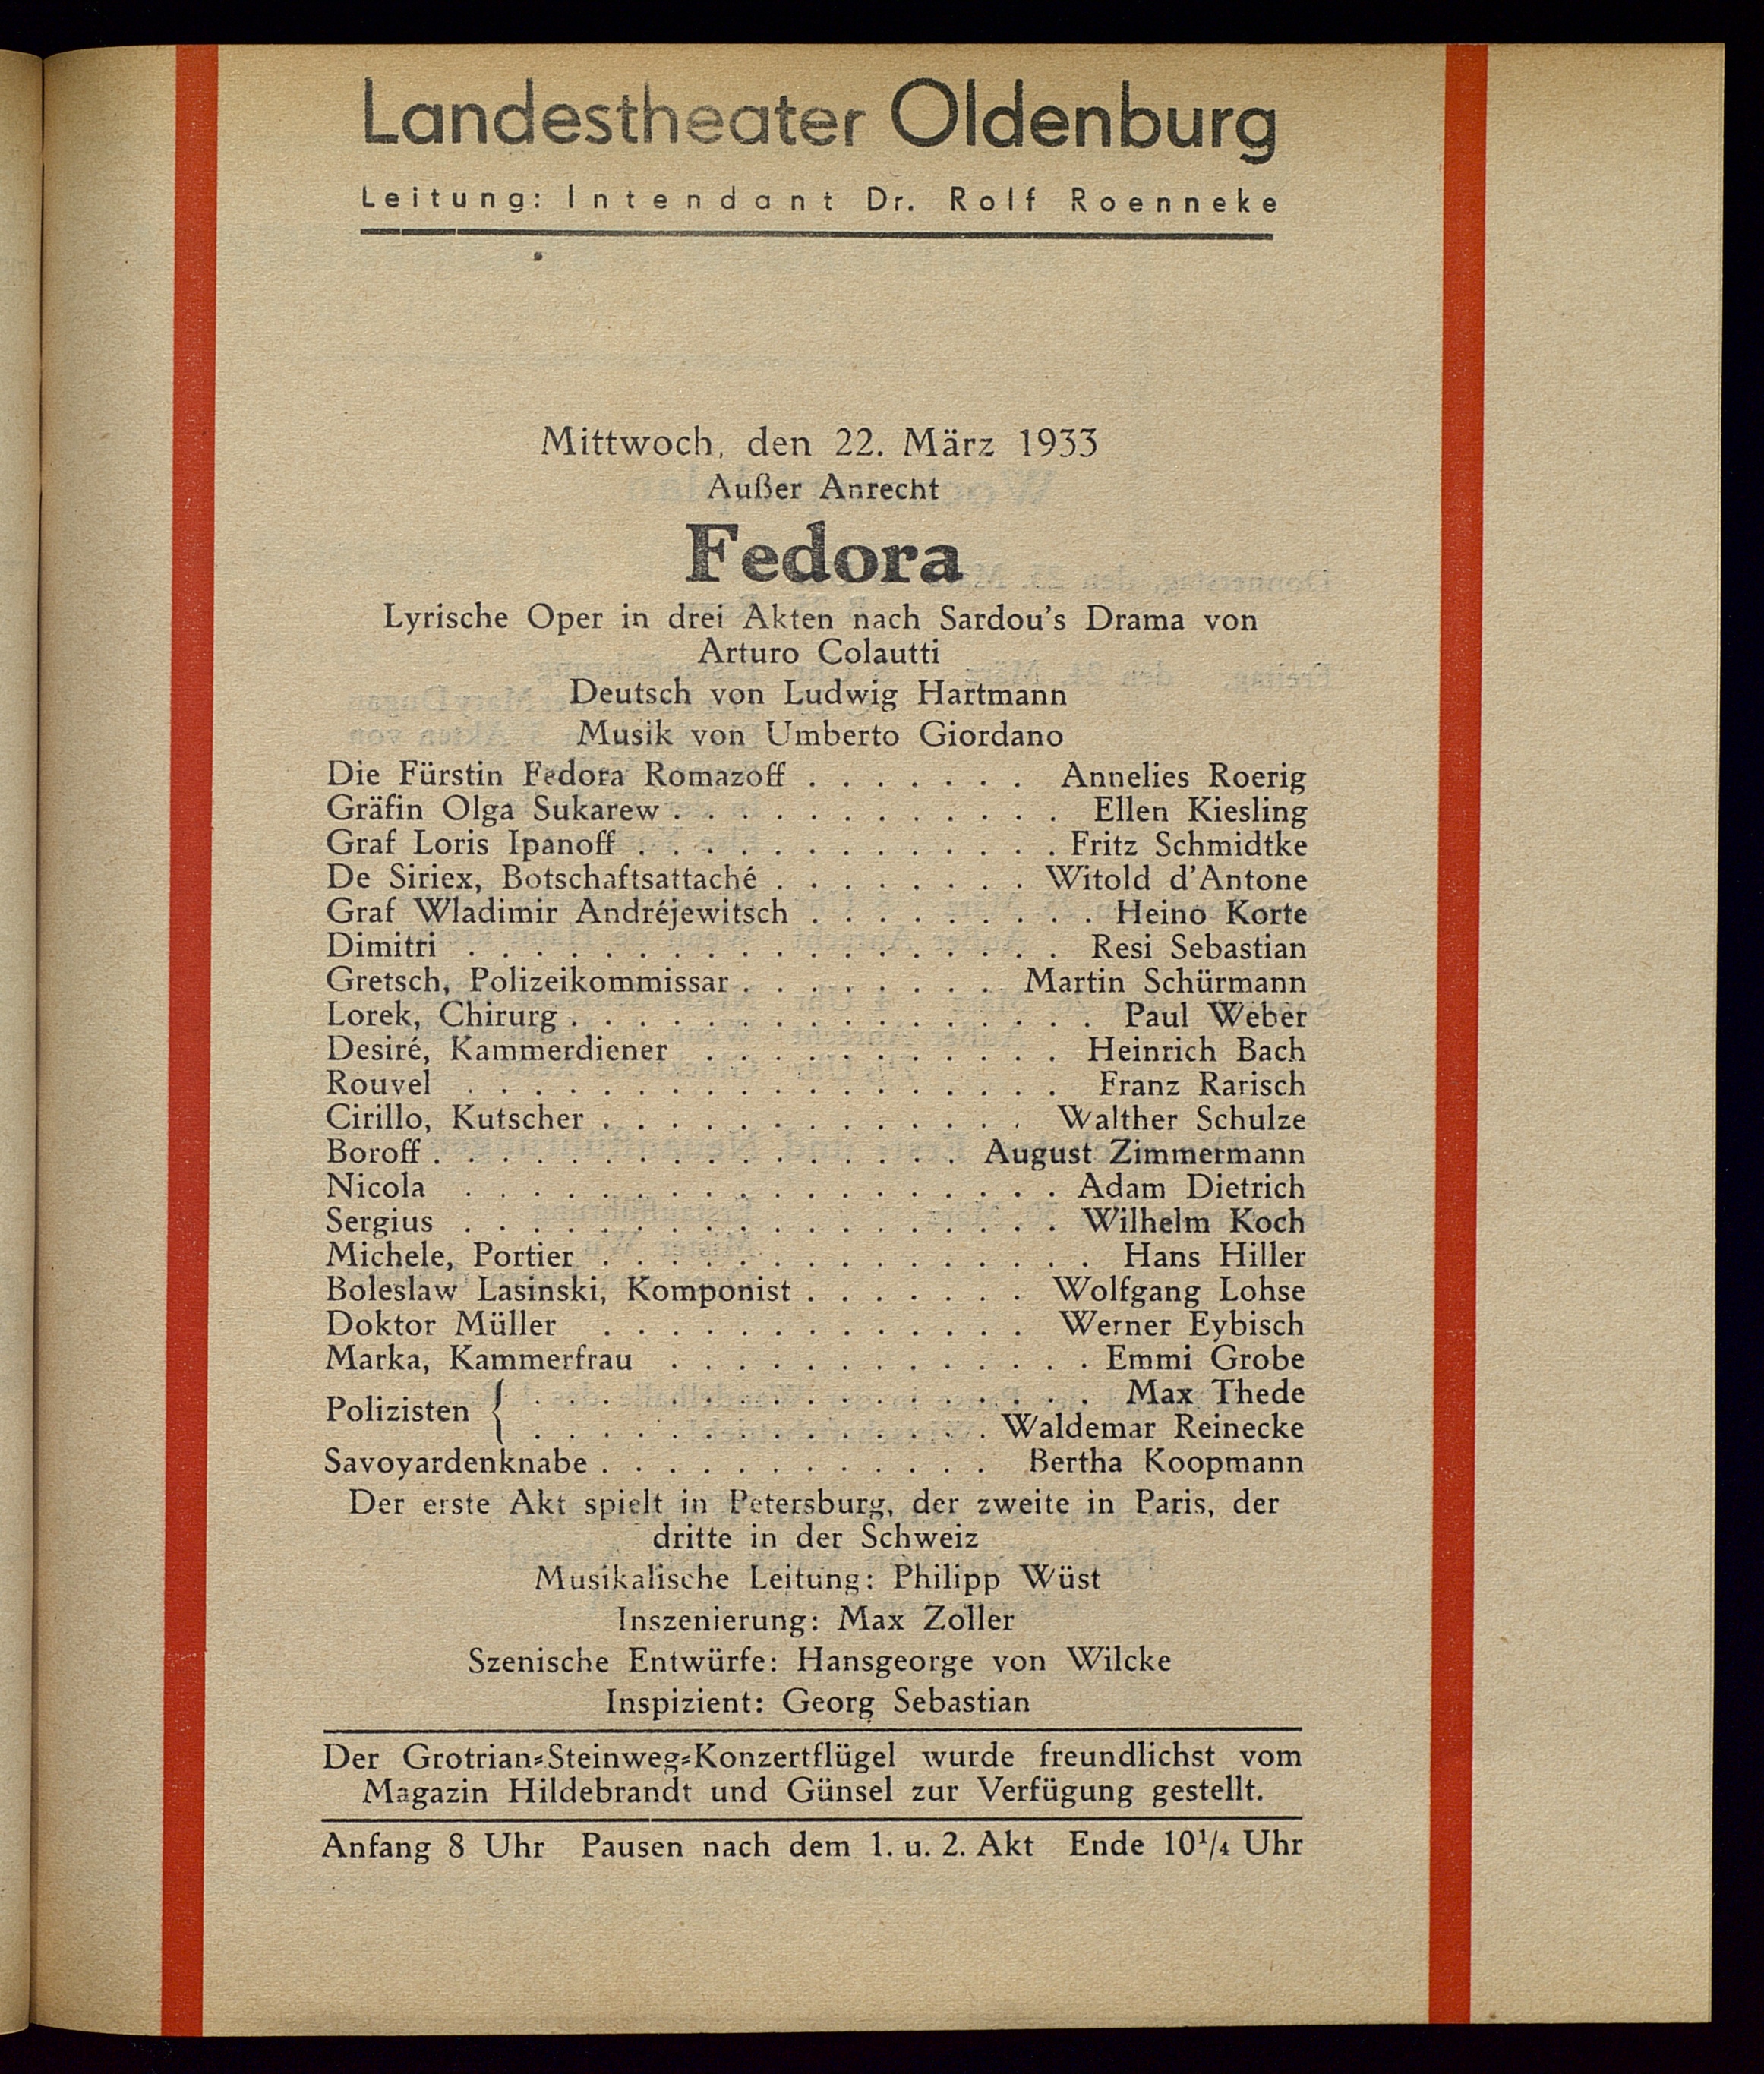 Landestheater Oldenburg
Leitung: Intendant Dr. Rolf Roenneke
Mittwoch, den 22. März 1933
Außer Anrecht
Fedora
Lyrische Oper in drei Akten nach Sardou's Drama von
Arturo Colautti
Deutsch von Ludwig Hartmann
Musik von Umberto Giordano
Die Fürstin Fedora Romazoff . . . . . . . Annelies Roerig
Gräfin Olga Sukarew . . . . . . . . . . . . Ellen Kiesling
Graf Loris Ipanoff . . . . . . . . . . . . . Fritz Schmidtke
De Siriex, Botschaftsattaché . . . . . . . . Witold d'Antone
Graf Wladimir Andréjewitsch . . . . . . . . . Heino Korte
Dimitri . . . . . . . . . . . . . . . . . . Resi Sebastian
Gretsch, Polizeikommissar . . . . . . . . Martin Schürmann
Lorek, Chirurg . . . . . . . . . . . . . . . . Paul Weber
Desiré, Kammerdiener . . . . . . . . . . . Heinrich Bach
Rouvel . . . . . . . . . . . . . . . . . . Franz Rarisch
Cirillo, Kutscher . . . . . . . . . . . . . Walther Schulze
Boroff . . . . . . . . . . . . . . . . August Zimmermann
Nicola . . . . . . . . . . . . . . . . . . Adam Dietrich
Sergius . . . . . . . . . . . . . . . . . . Wilhelm Koch
Michele, Portier . . . . . . . . . . . . . . . Hans Hiller
Boleslaw Lasinski, Komponist . . . . . . . Wolfgang Lohse
Doktor Müller . . . . . . . . . . . . . Werner Eybisch
Marka, Kammerfrau . . . . . . . . . . . . . Emmi Grobe
Polizisten { . . . . . . . . . . . . . . . . . Max Thede
. . . . . . . . . . . . . . Waldemar Reinecke
Savoyardenknabe . . . . . . . . . . . . Bertha Koopmann
Der erste Akt spielt in Petersburg, der zweite in Paris, der
dritte in der Schweiz
Musikalische Leitung: Philipp Wüst
Inszenierung: Max Zoller
Szenische Entwürfe: Hansgeorge von Wilcke
Inspizient: Georg Sebastian
Der Grotrian-Steinweg-Konzertflügel wurde freundlichst vom
Magazin Hildebrandt und Günsel zur Verfügung gestellt.
Anfang 8 Uhr Pausen nach dem 1. u. 2. Akt Ende 10¼ Uhr